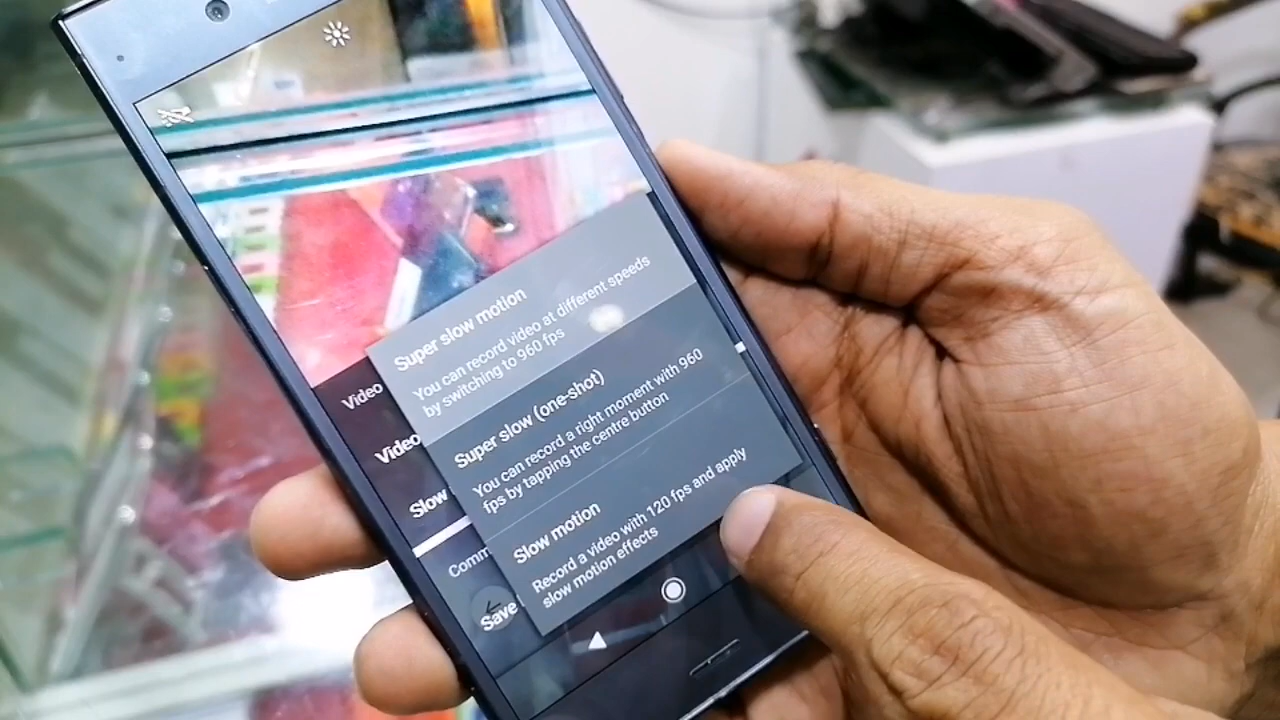 Super slow motion
You can record video at different speeds
by switching to 960 fps
Super slow (one-shot)
You can record a right moment with 960
fps by tapping the centre button
Slow motion
Record a video with 120 fps and apply
slow motion effects
Video
Video
Slow
Comm
Save